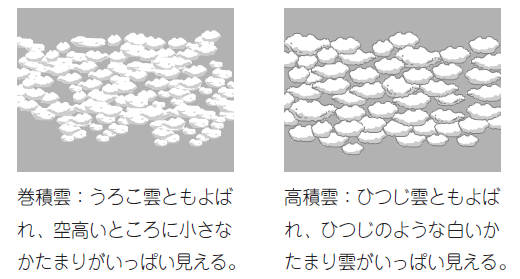 巻積雲：うろこ雲ともよば
れ、空高いところに小さな
かたまりがいっぱい見える。
高積雲：ひつじ雲ともよば
れ、ひつじのような白いか
たまり雲がいっぱい見える。